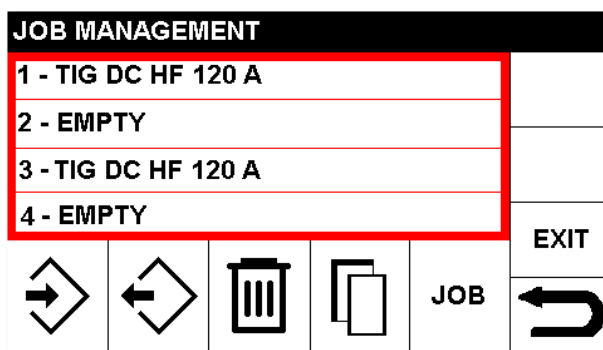 JOB MANAGEMENT
1 - TIG DC HF 120 A
2 - EMPTY
3 - TIG DC HF 120 A
4 - EMPTY
EXIT
JOB